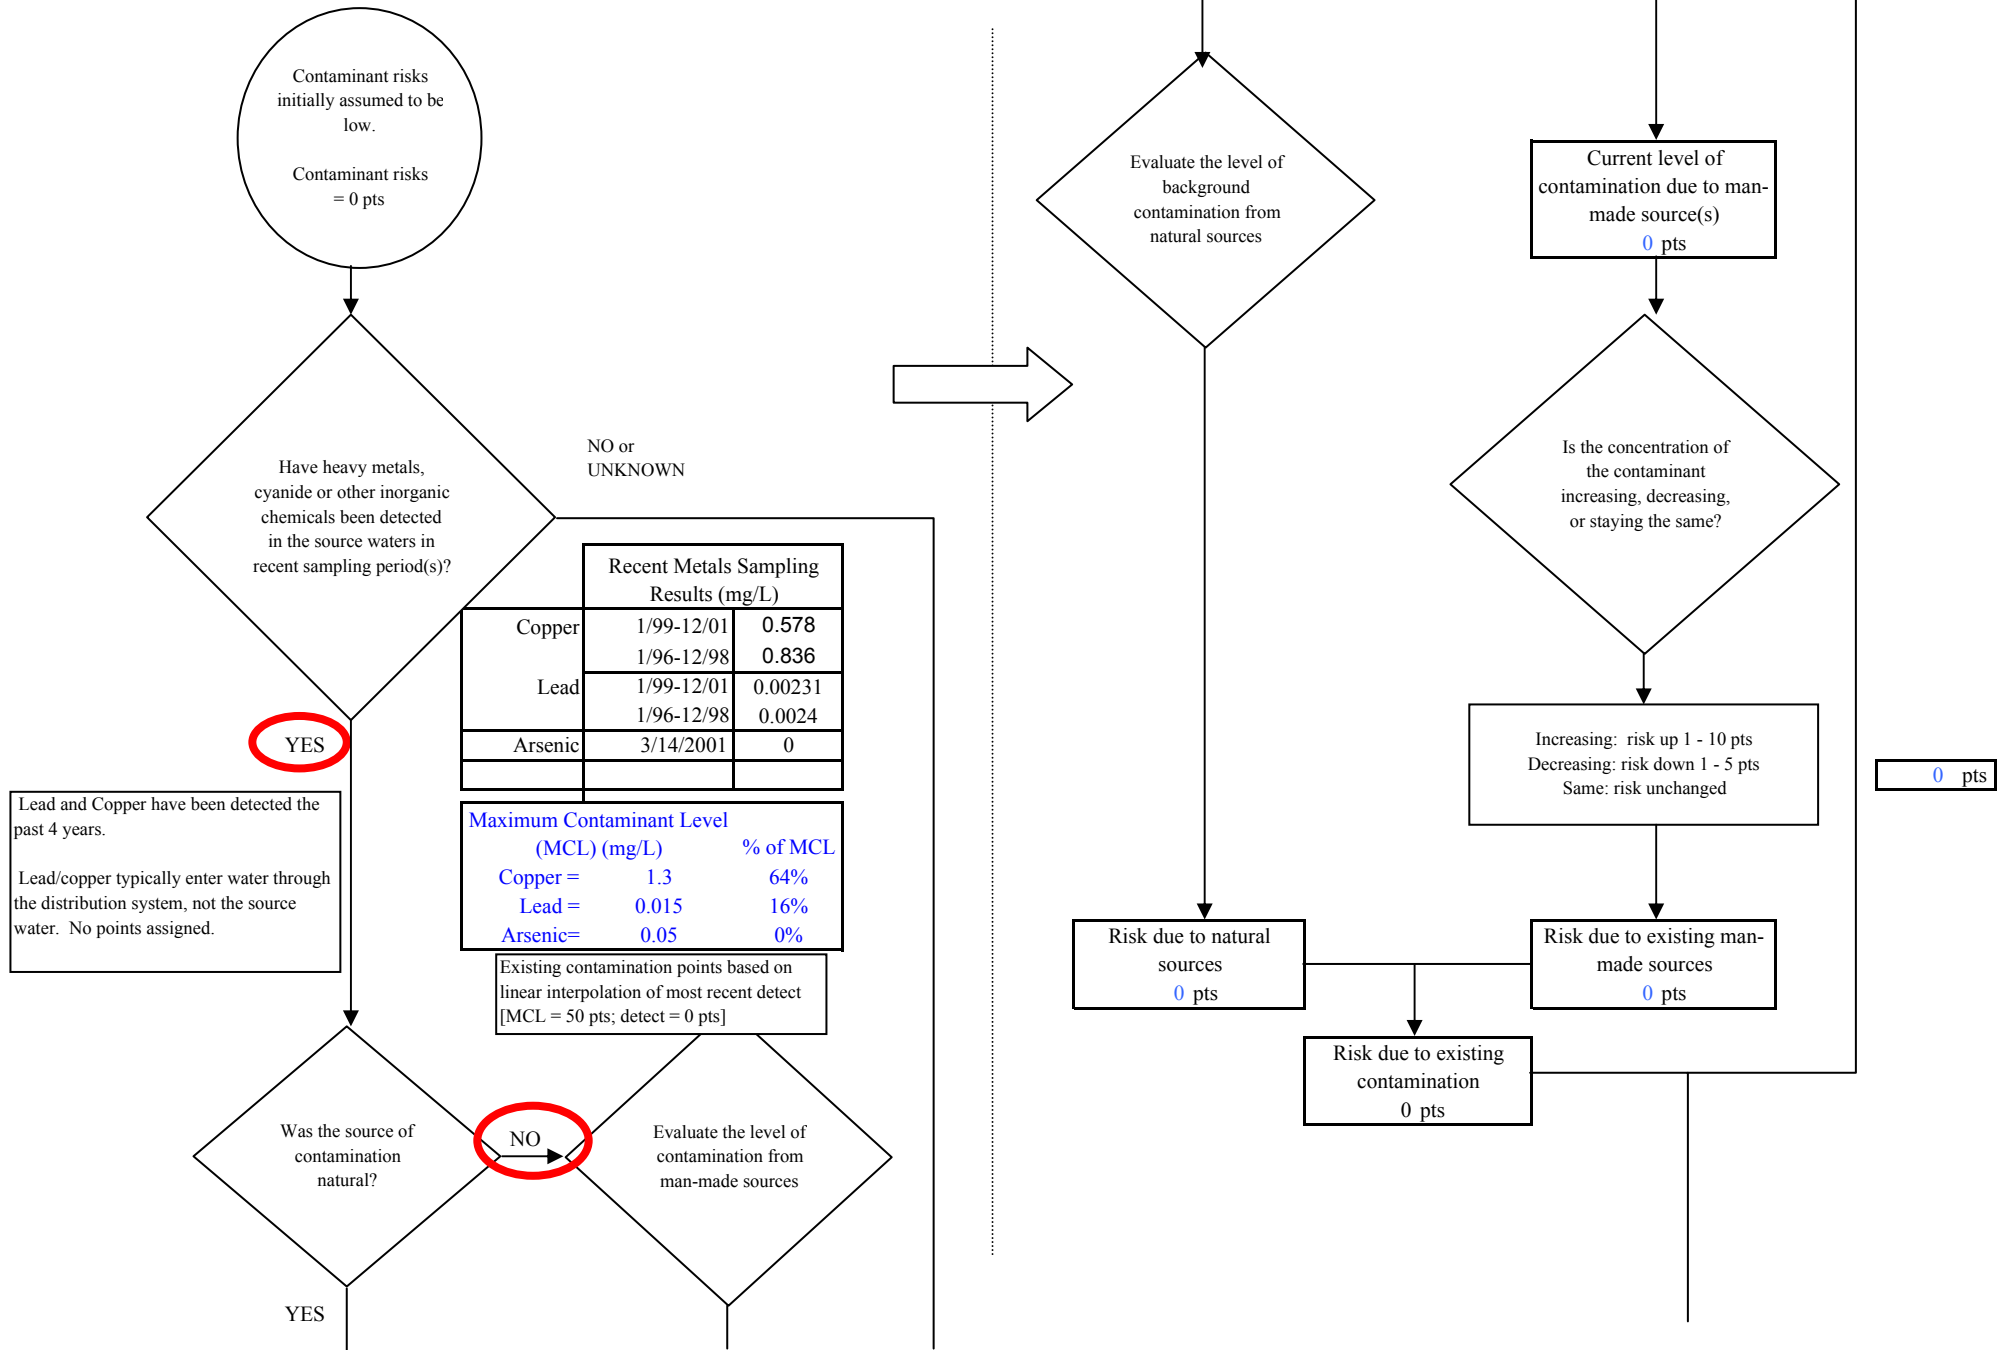 Contaminant risks
initially assumed to be
low.
Contaminant risks
= 0 pts
Have heavy metals,
cyanide or other inorganic
chemicals been detected
in the source waters in
recent sampling period(s)?
NO or
UNKNOWN
YES
Recent Metals Sampling
Results (mg/L)
Copper 1/99-12/01 0.578
1/96-12/98 0.836
Lead 1/99-12/01 0.00231
1/96-12/98 0.0024
Arsenic 3/14/2001 0
Lead and Copper have been detected the
past 4 years.
Lead/copper typically enter water through
the distribution system, not the source
water. No points assigned.
Maximum Contaminant Level
(MCL) (mg/L) % of MCL
Copper = 1.3 64%
Lead = 0.015 16%
Arsenic= 0.05 0%
Existing contamination points based on
linear interpolation of most recent detect
[MCL = 50 pts; detect = 0 pts]
Was the source of
contamination
natural?
NO
Evaluate the level of
contamination from
man-made sources
YES
Evaluate the level of
background
contamination from
natural sources
Current level of
contamination due to man-
made source(s)
0 pts
Is the concentration of
the contaminant
increasing, decreasing,
or staying the same?
Increasing: risk up 1 - 10 pts
Decreasing: risk down 1 - 5 pts
Same: risk unchanged
0 pts
Risk due to natural
sources
0 pts
Risk due to existing man-
made sources
0 pts
Risk due to existing
contamination
0 pts